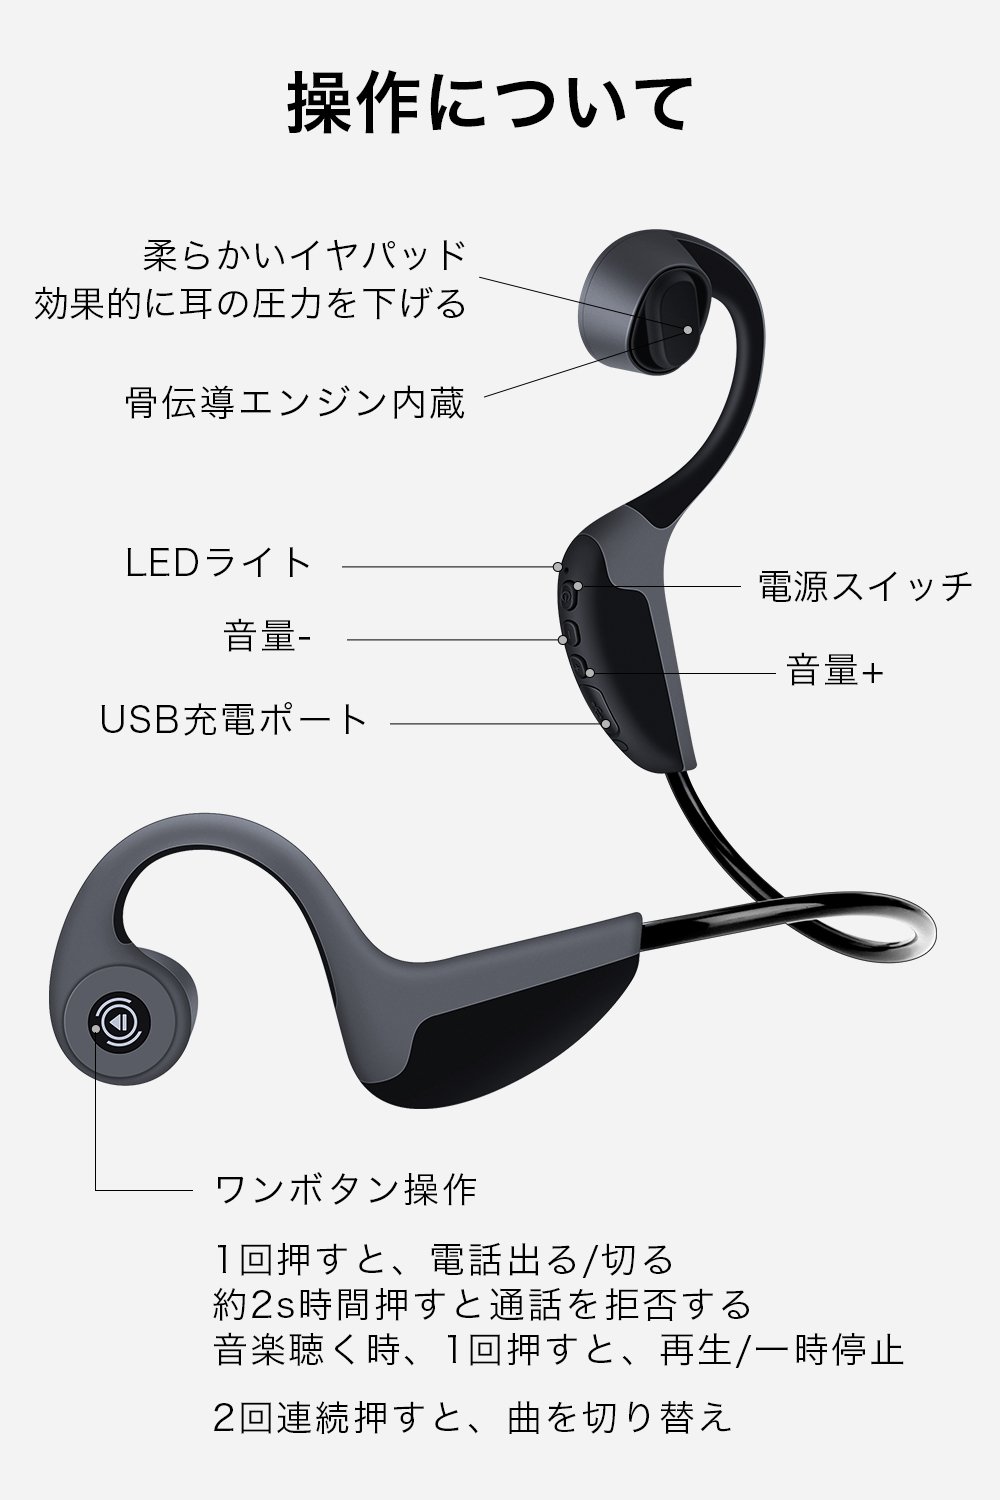 操作について
柔らかいイヤパッド
効果的に耳の圧力を下げる
骨伝導エンジン内蔵
LEDライト
電源スイッチ
音量-
音量+
USB充電ポート
ワンボタン操作
1回押すと、電話出る/切る
約2s時間押すと通話を拒否する
音楽聴く時、1回押すと、再生/一時停止
2回連続押すと、曲を切り替え